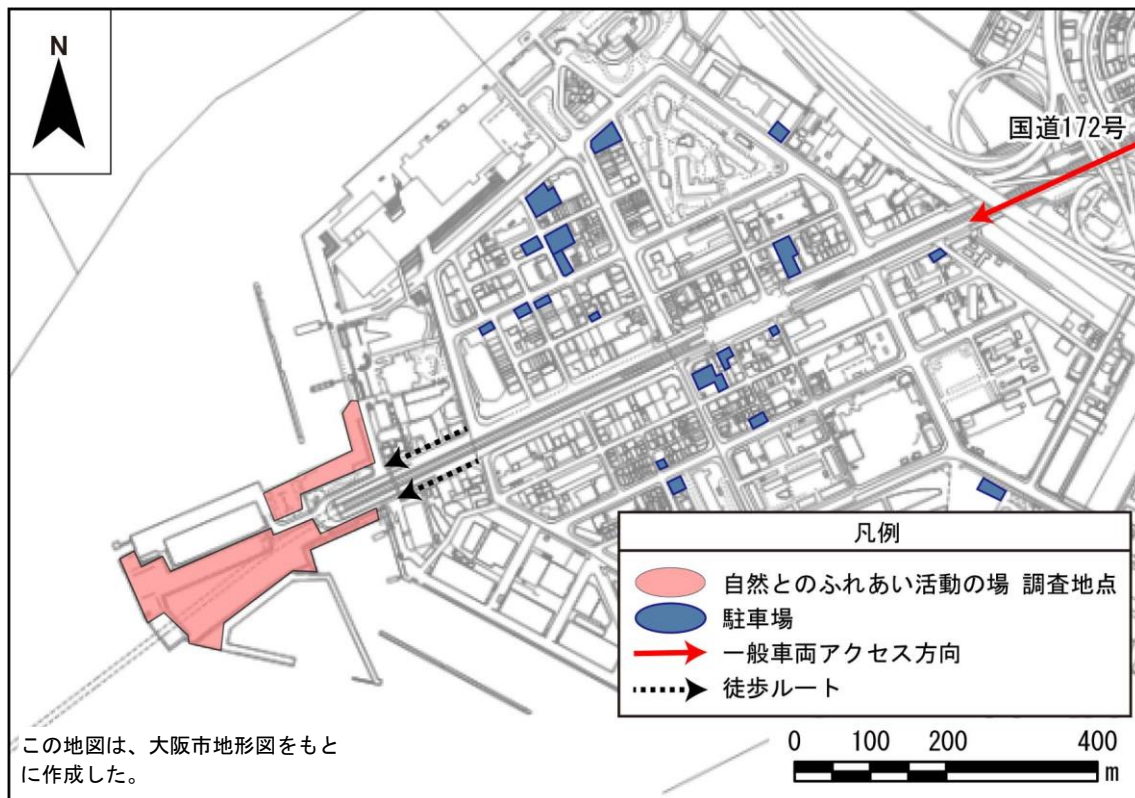 N
国道172号
凡例
自然とのふれあい活動の場 調査地点
駐車場
一般車両アクセス方向
徒歩ルート
この地図は、大阪市地形図をもと
に作成した。
0 100 200 400
m